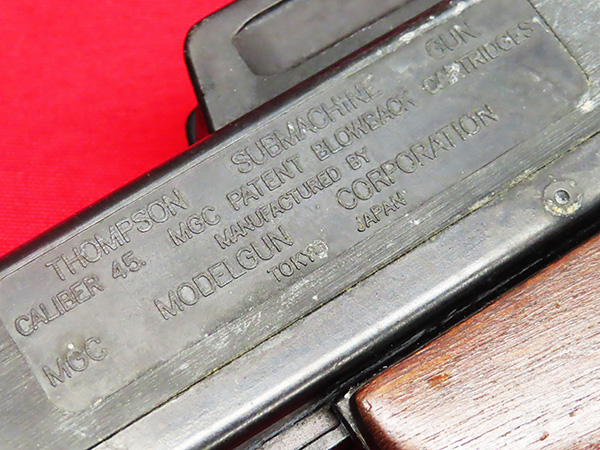 THOMPSON SUBMACHINE GUN
CALIBER 45. MGC PATENT BLOWBACK CARTRIDGES
MANUFACTURED BY
MGC MODELGUN CORPORATION
TOKYO JAPAN